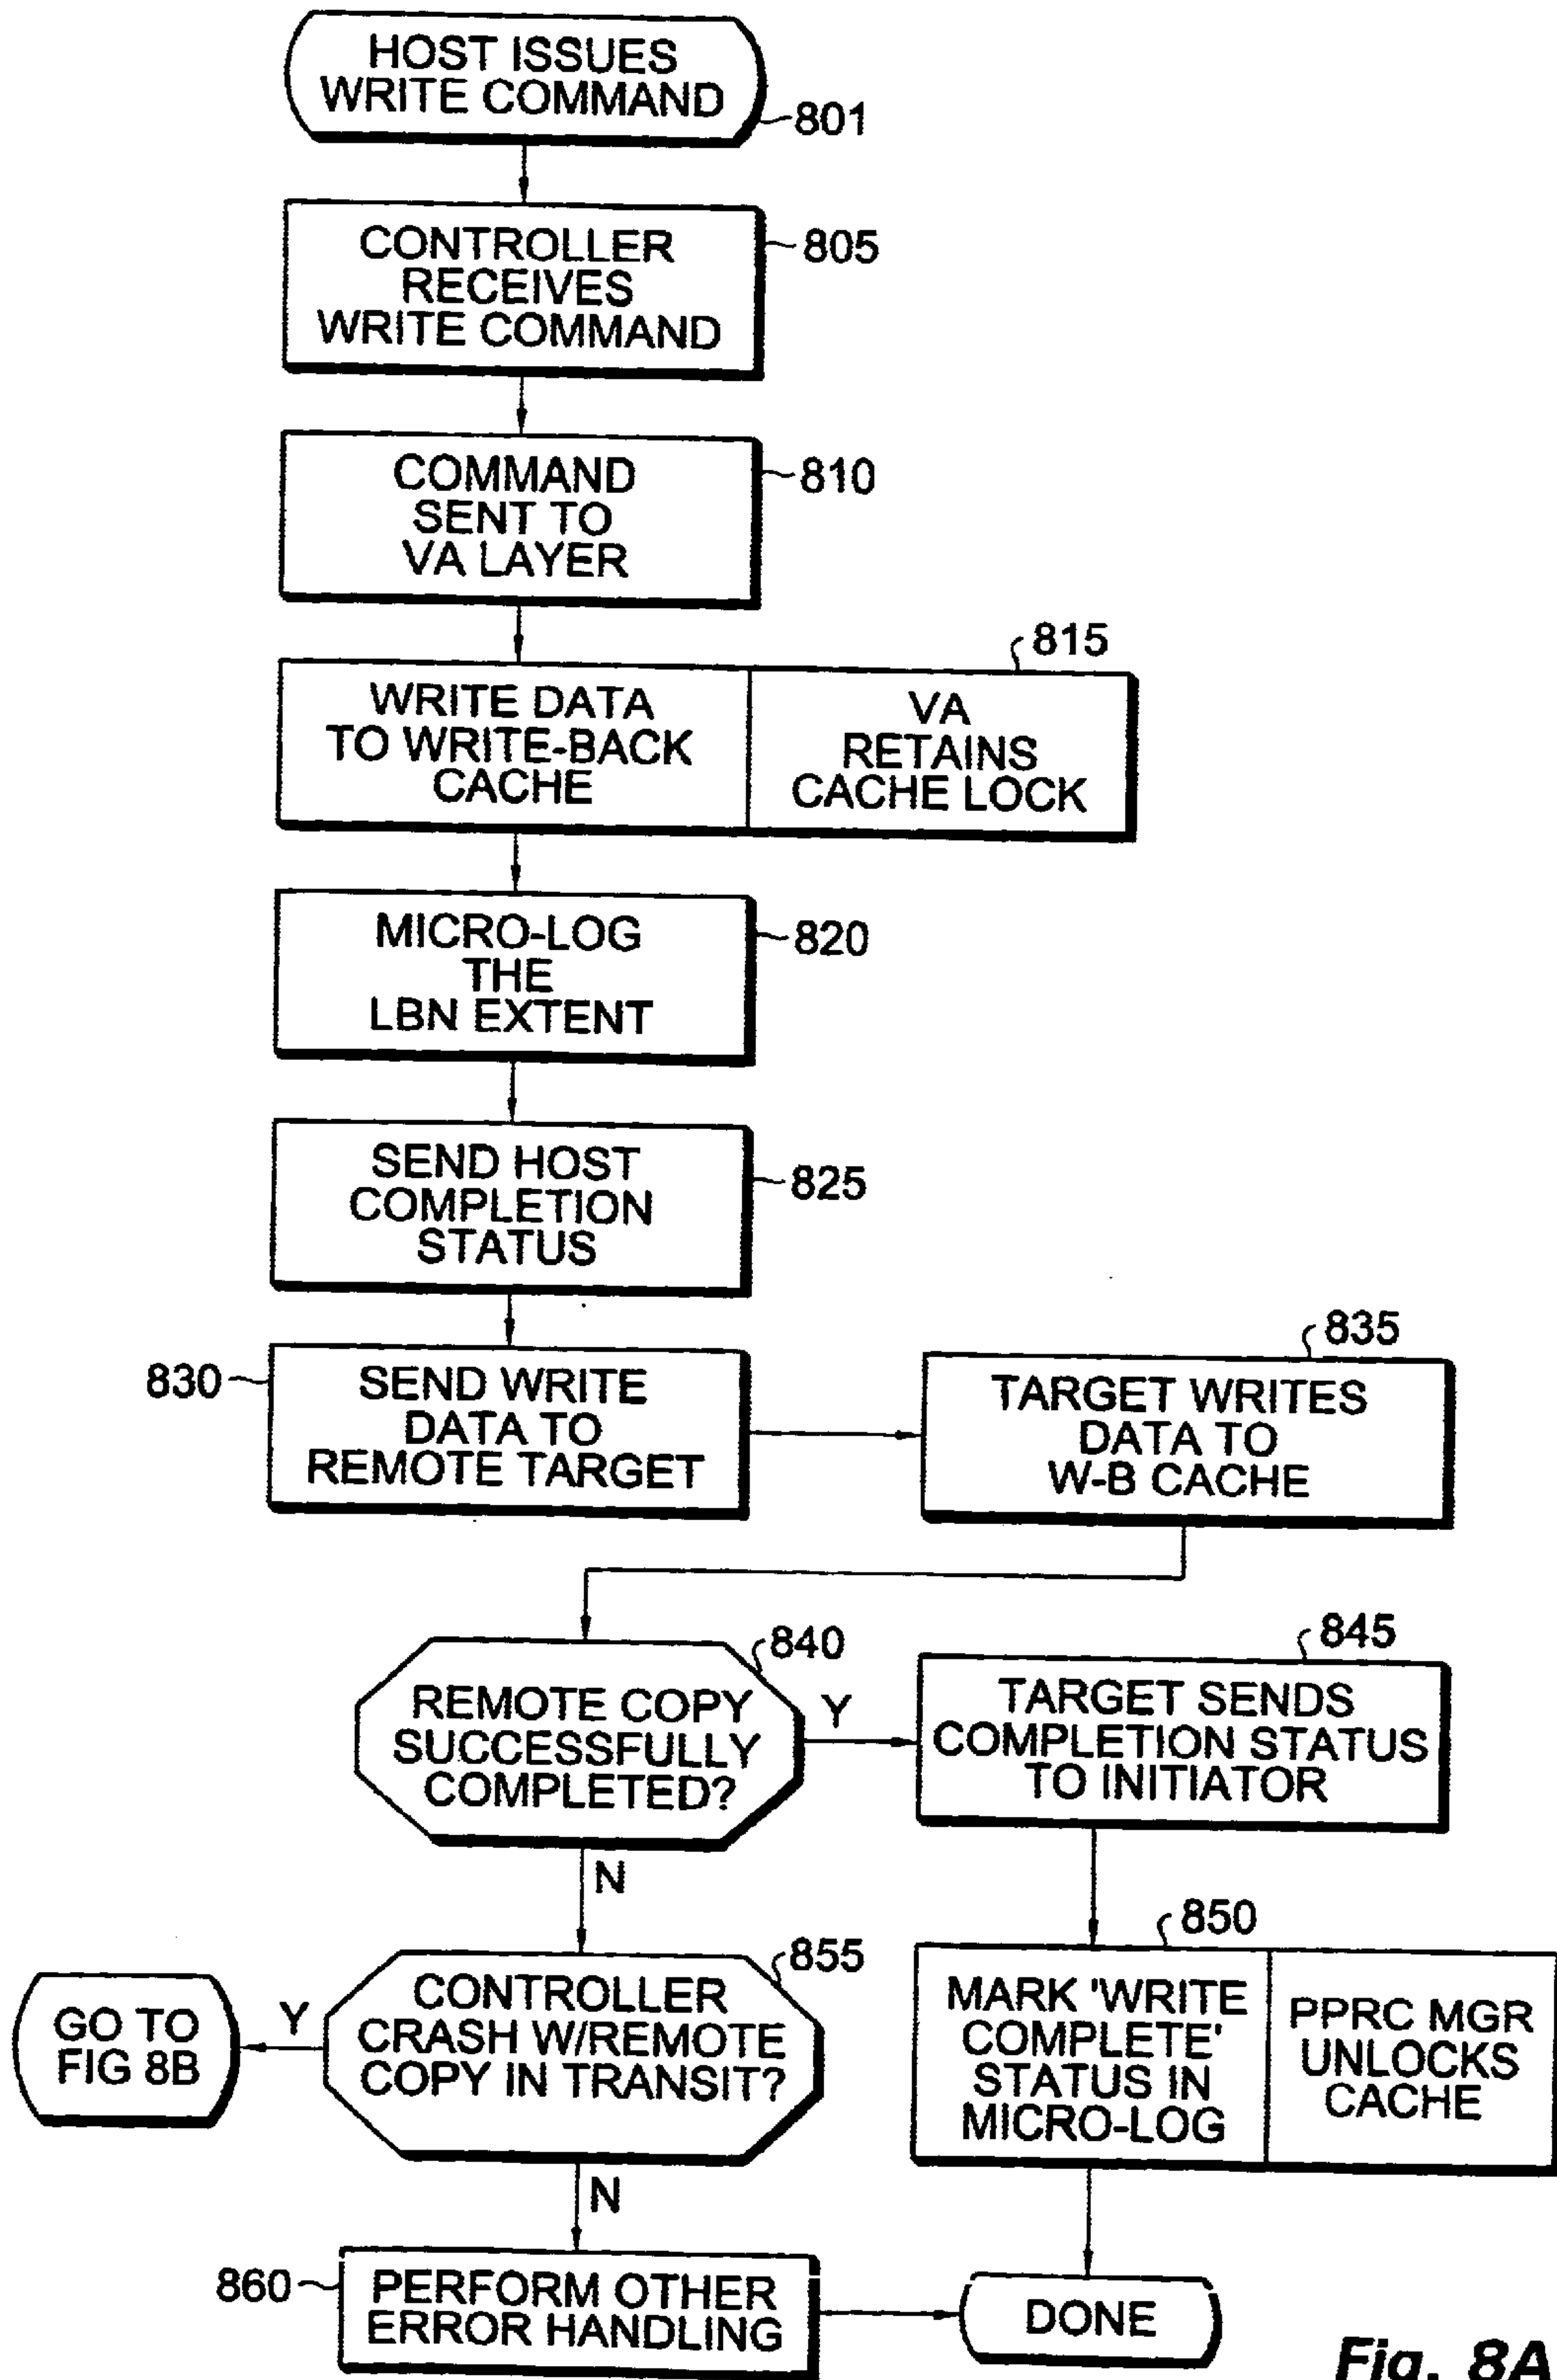 HOST ISSUES
WRITE COMMAND
801
CONTROLLER
RECEIVES
WRITE COMMAND
805
COMMAND
SENT TO
VA LAYER
810
815
WRITE DATA
TO WRITE-BACK
CACHE
VA
RETAINS
CACHE LOCK
MICRO-LOG
THE
LBN EXTENT
820
SEND HOST
COMPLETION
STATUS
825
830
SEND WRITE
DATA TO
REMOTE TARGET
835
TARGET WRITES
DATA TO
W-B CACHE
840
REMOTE COPY
SUCCESSFULLY
COMPLETED?
Y
845
TARGET SENDS
COMPLETION STATUS
TO INITIATOR
N
850
MARK 'WRITE
COMPLETE'
STATUS IN
MICRO-LOG
PPRC MGR
UNLOCKS
CACHE
855
CONTROLLER
CRASH W/REMOTE
COPY IN TRANSIT?
Y
GO TO
FIG 8B
N
860
PERFORM OTHER
ERROR HANDLING
DONE
Fig. 8A